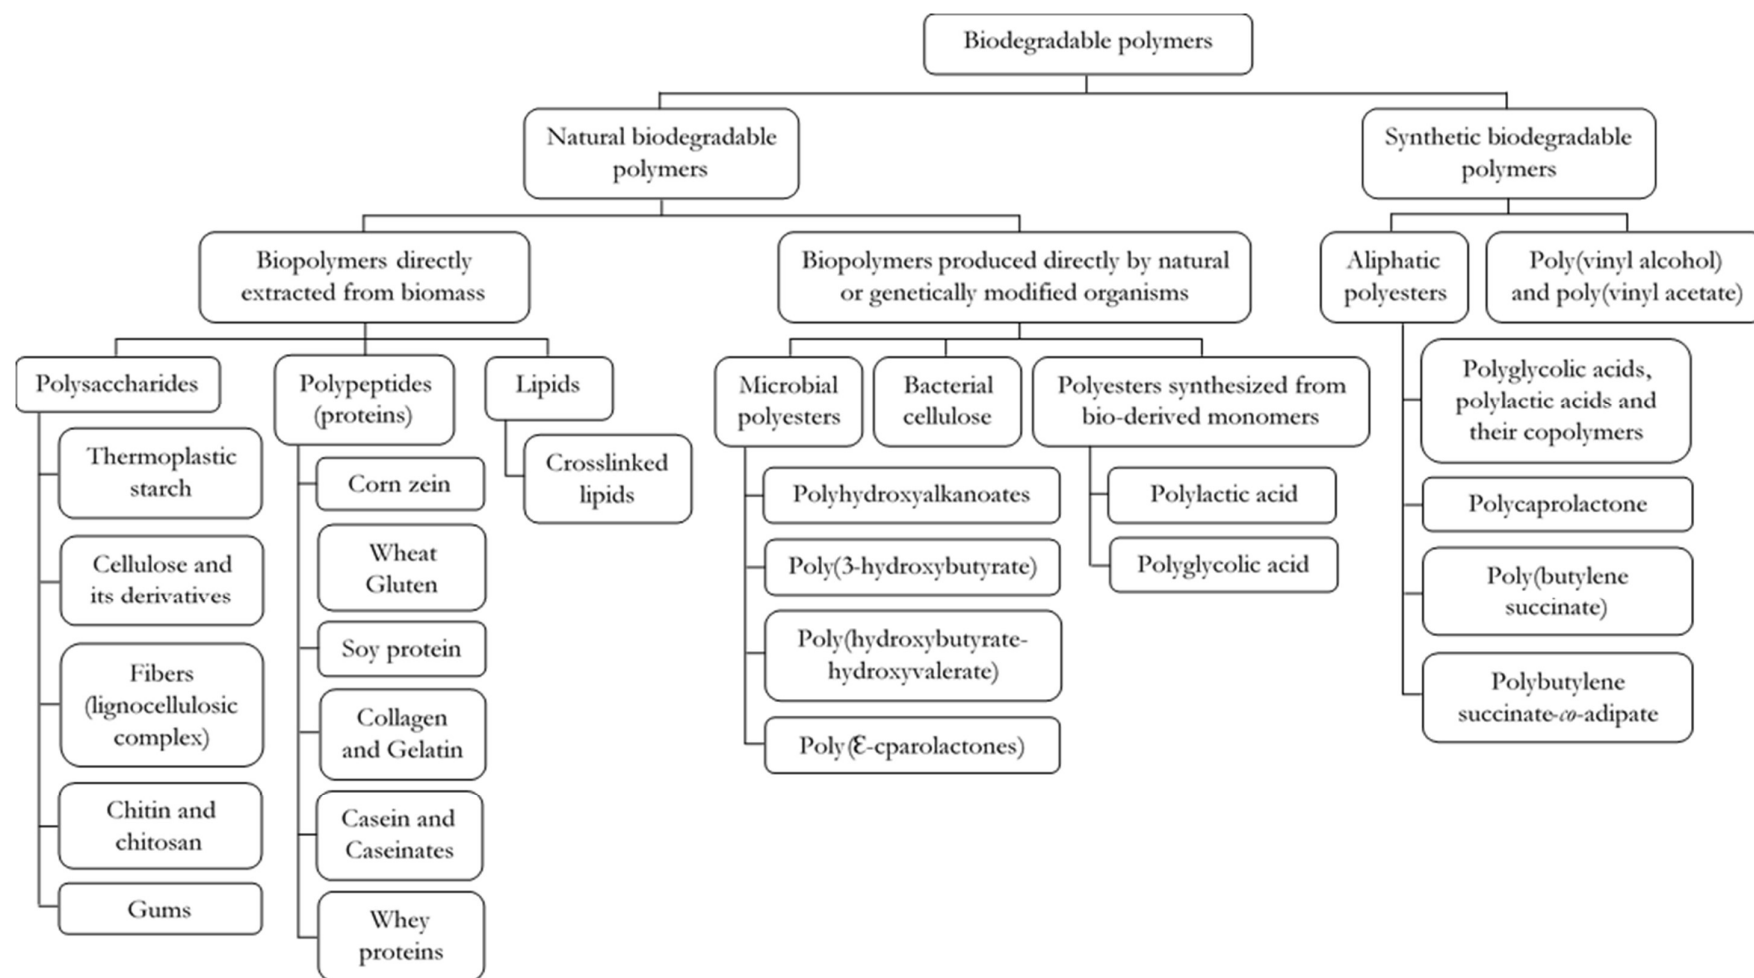 Biodegradable polymers
Natural biodegradable
polymers
Synthetic biodegradable
polymers
Biopolymers directly
extracted from biomass
Biopolymers produced directly by natural
or genetically modified organisms
Aliphatic
polyesters
Poly(vinyl alcohol)
and poly(vinyl acetate)
Polysaccharides
Polypeptides
(proteins)
Lipids
Microbial
polyesters
Bacterial
cellulose
Polyesters synthesized from
bio-derived monomers
Thermoplastic
starch
Cellulose and
its derivatives
Fibers
(lignocellulosic
complex)
Chitin and
chitosan
Gums
Corn zein
Wheat
Gluten
Soy protein
Collagen
and Gelatin
Casein and
Caseinates
Whey
proteins
Crosslinked
lipids
Polyhydroxyalkanoates
Poly(3-hydroxybutyrate)
Poly(hydroxybutyrate-
hydroxyvalerate)
Poly(Ɛ-cparolactones)
Polylactic acid
Polyglycolic acid
Polyglycolic acids,
polylactic acids and
their copolymers
Polycaprolactone
Poly(butylene
succinate)
Polybutylene
succinate-co-adipate